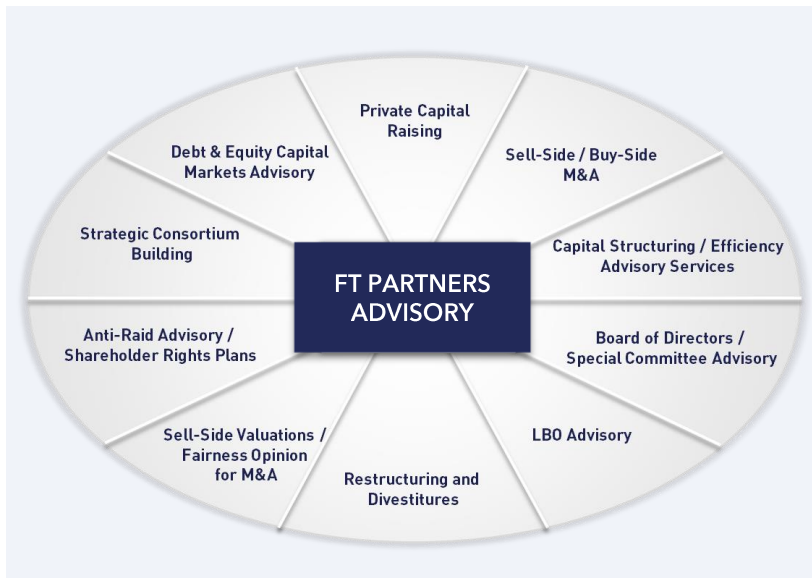 Private Capital
Raising
Debt & Equity Capital
Markets Advisory
Sell-Side / Buy-Side
M&A
Strategic Consortium
Building
Capital Structuring / Efficiency
Advisory Services
FT PARTNERS
ADVISORY
Anti-Raid Advisory /
Shareholder Rights Plans
Board of Directors /
Special Committee Advisory
Sell-Side Valuations /
Fairness Opinion
for M&A
LBO Advisory
Restructuring and
Divestitures